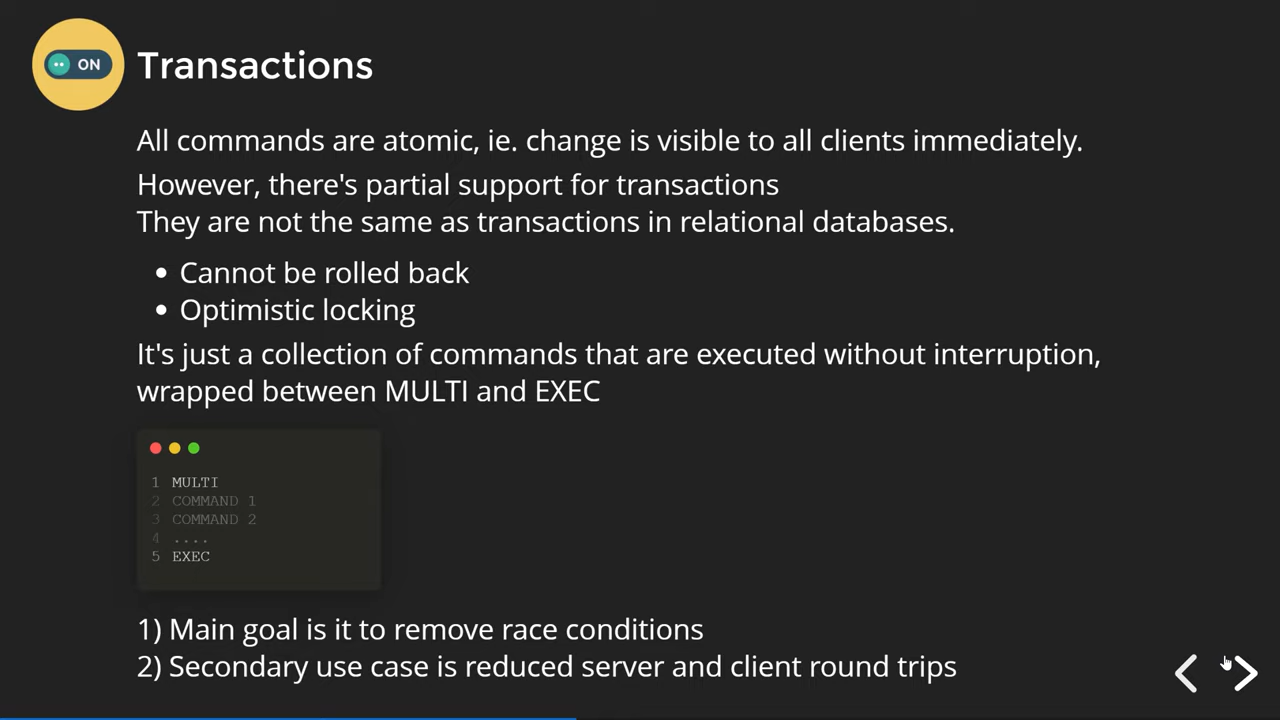 ON
Transactions
All commands are atomic, ie. change is visible to all clients immediately.
However, there's partial support for transactions
They are not the same as transactions in relational databases.
• Cannot be rolled back
• Optimistic locking
It's just a collection of commands that are executed without interruption,
wrapped between MULTI and EXEC
1 MULTI
2 COMMAND 1
3 COMMAND 2
4 ....
5 EXEC
1) Main goal is it to remove race conditions
2) Secondary use case is reduced server and client round trips